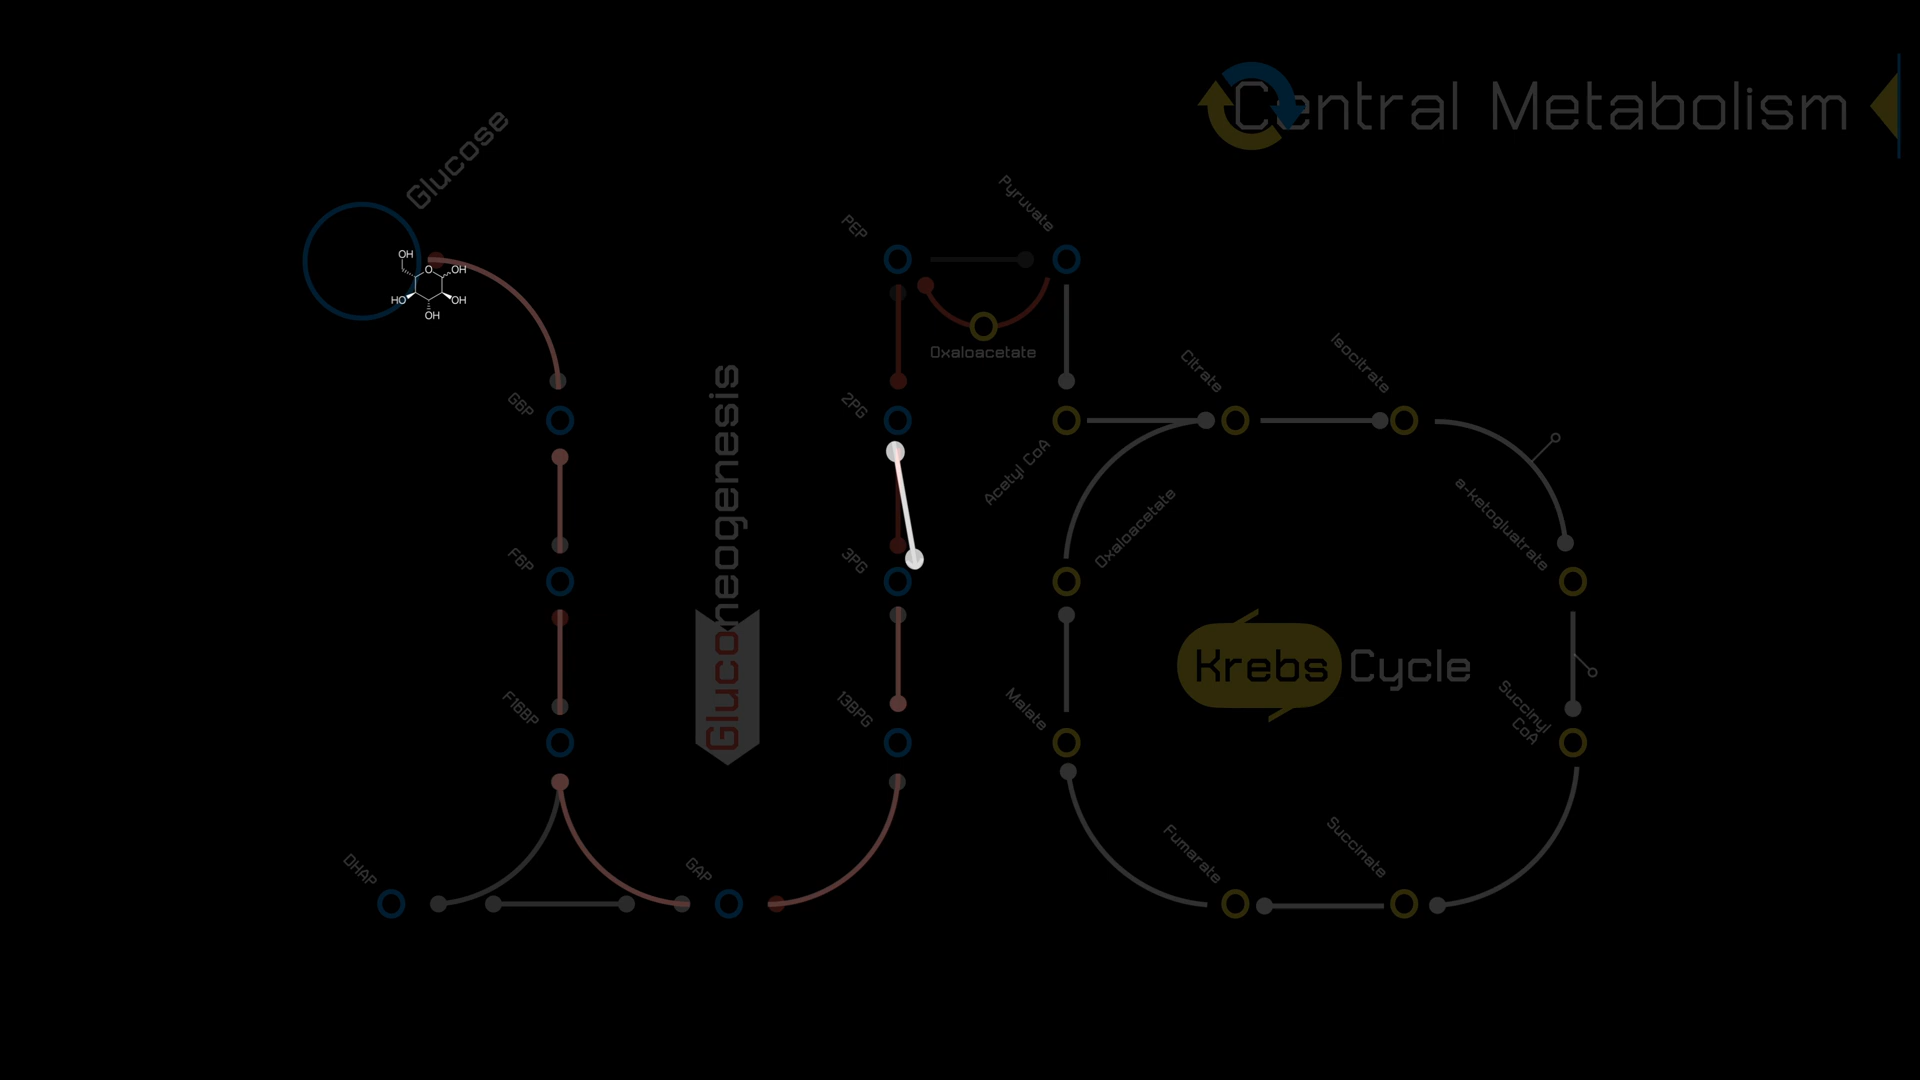 Central Metabolism
Glucose
OH
O
OH
HO
OH
OH
PEP
Pyruvate
Oxaloacetate
G6P
2PG
Gluconeogenesis
Citrate
Isocitrate
Acetyl CoA
Oxaloacetate
a-ketogluatrate
F6P
3PG
Krebs Cycle
F16BP
13BPG
Malate
Succinyl
CoA
DHAP
GAP
Fumarate
Succinate